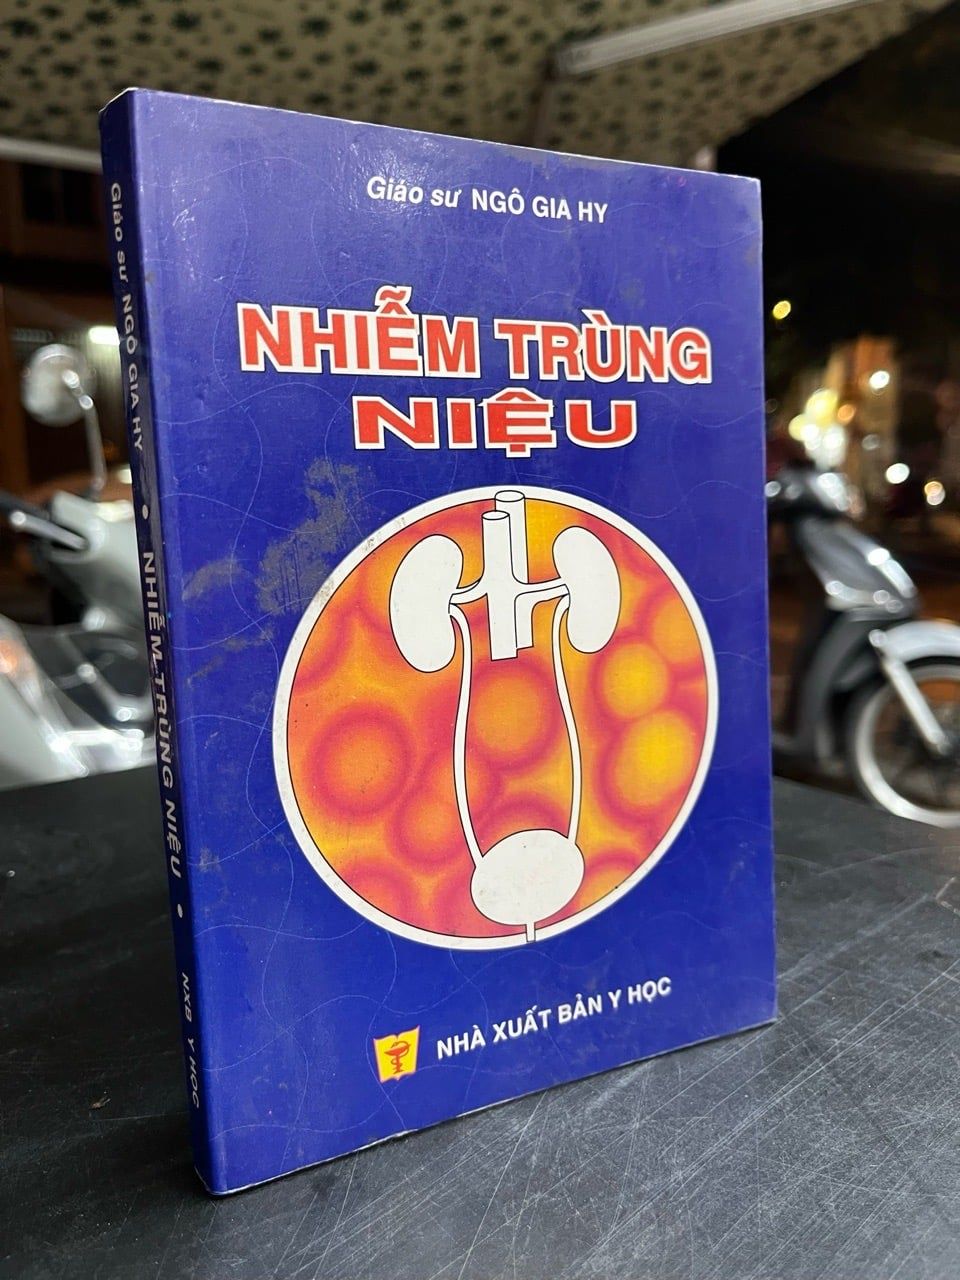 Giáo sư NGÔ GIA HY
NHIỄM TRÙNG
NIỆU
NHÀ XUẤT BẢN Y HỌC
Giáo sư NGÔ GIA HY • NHIỄM TRÙNG NIỆU • NXB Y HỌC